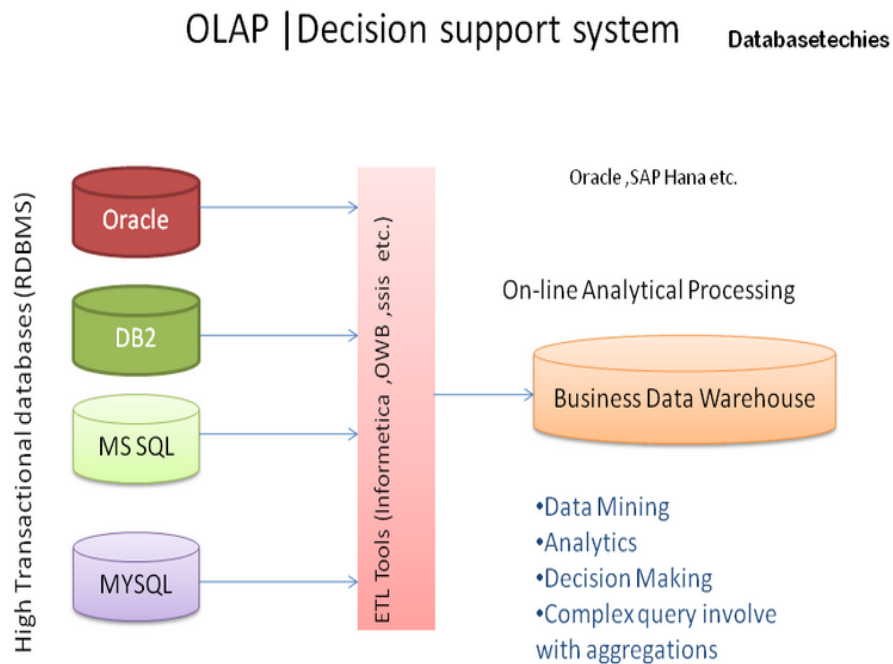 OLAP |Decision support system
Databasetechies
High Transactional databases (RDBMS)
Oracle
DB2
MS SQL
MYSQL
ETL Tools (Informetica ,OWB ,ssis etc.)
Oracle ,SAP Hana etc.
On-line Analytical Processing
Business Data Warehouse
•Data Mining
•Analytics
•Decision Making
•Complex query involve
with aggregations